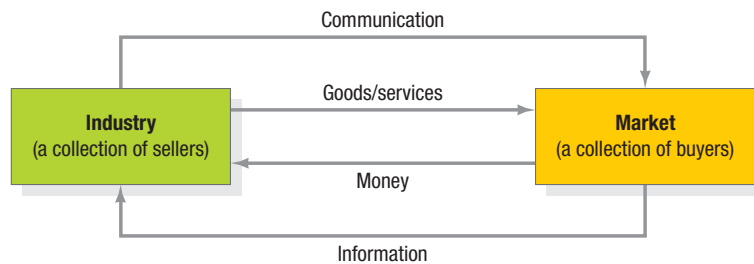 Communication
Goods/services
Industry
(a collection of sellers)
Market
(a collection of buyers)
Money
Information